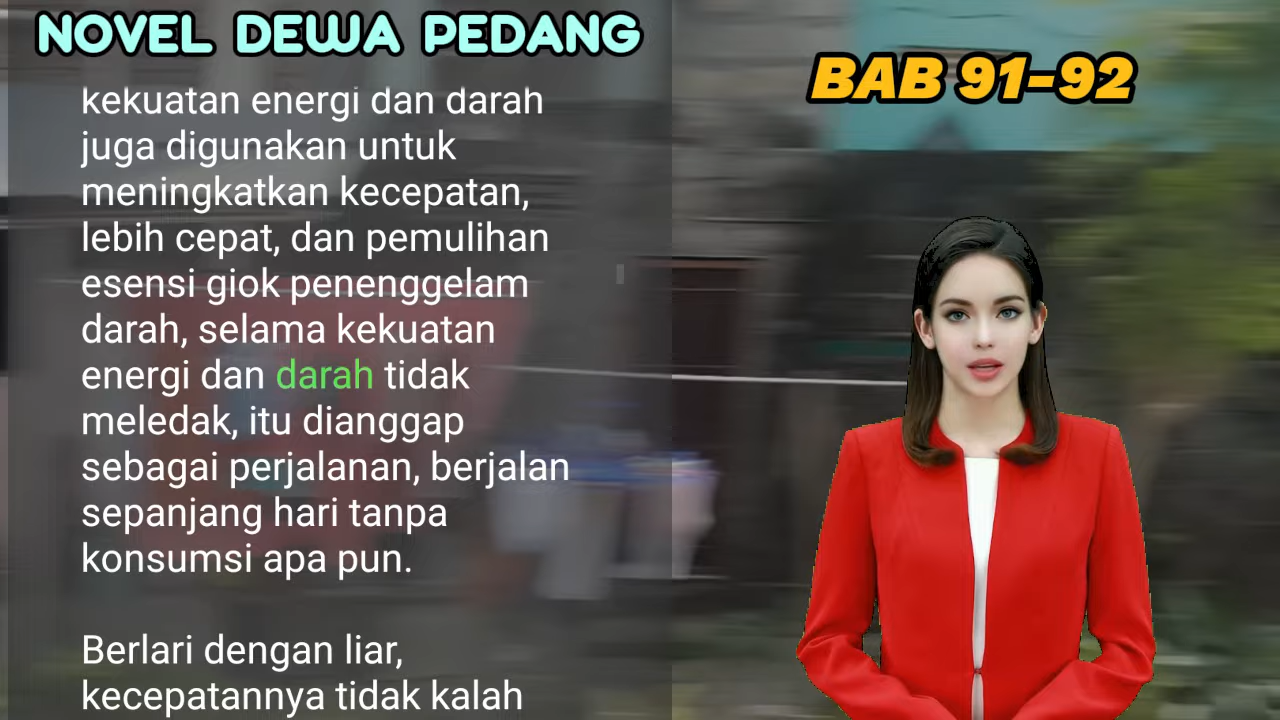 NOVEL DEWA PEDANG
BAB 91-92
kekuatan energi dan darah
juga digunakan untuk
meningkatkan kecepatan,
lebih cepat, dan pemulihan
esensi giok penenggelam
darah, selama kekuatan
energi dan darah tidak
meledak, itu dianggap
sebagai perjalanan, berjalan
sepanjang hari tanpa
konsumsi apa pun.
Berlari dengan liar,
kecepatannya tidak kalah